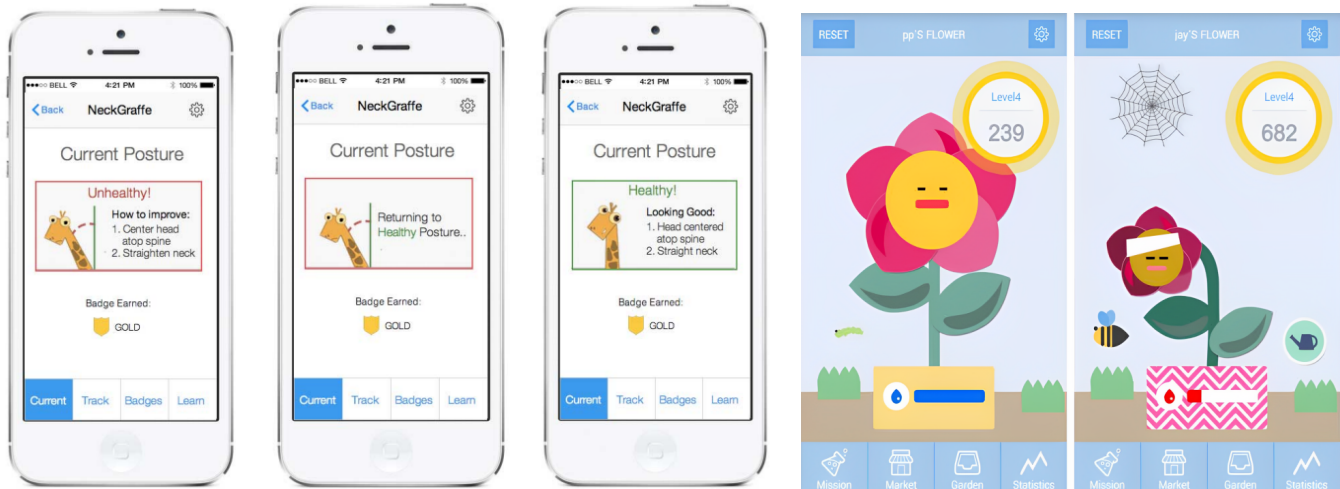 ●●●○○ BELL 4:21 PM 100%
Back NeckGraffe
Current Posture
Unhealthy!
How to improve:
1. Center head
atop spine
2. Straighten neck
Badge Earned:
GOLD
Current Track Badges Learn
●●●○○ BELL 4:21 PM 100%
Back NeckGraffe
Current Posture
Returning to
Healthy Posture..
Badge Earned:
GOLD
Current Track Badges Learn
●●●○○ BELL 4:21 PM 100%
Back NeckGraffe
Current Posture
Healthy!
Looking Good:
1. Head centered
atop spine
2. Straight neck
Badge Earned:
GOLD
Current Track Badges Learn
RESET pp'S FLOWER
Level4
239
Mission Market Garden Statistics
RESET jay'S FLOWER
Level4
682
Mission Market Garden Statistics